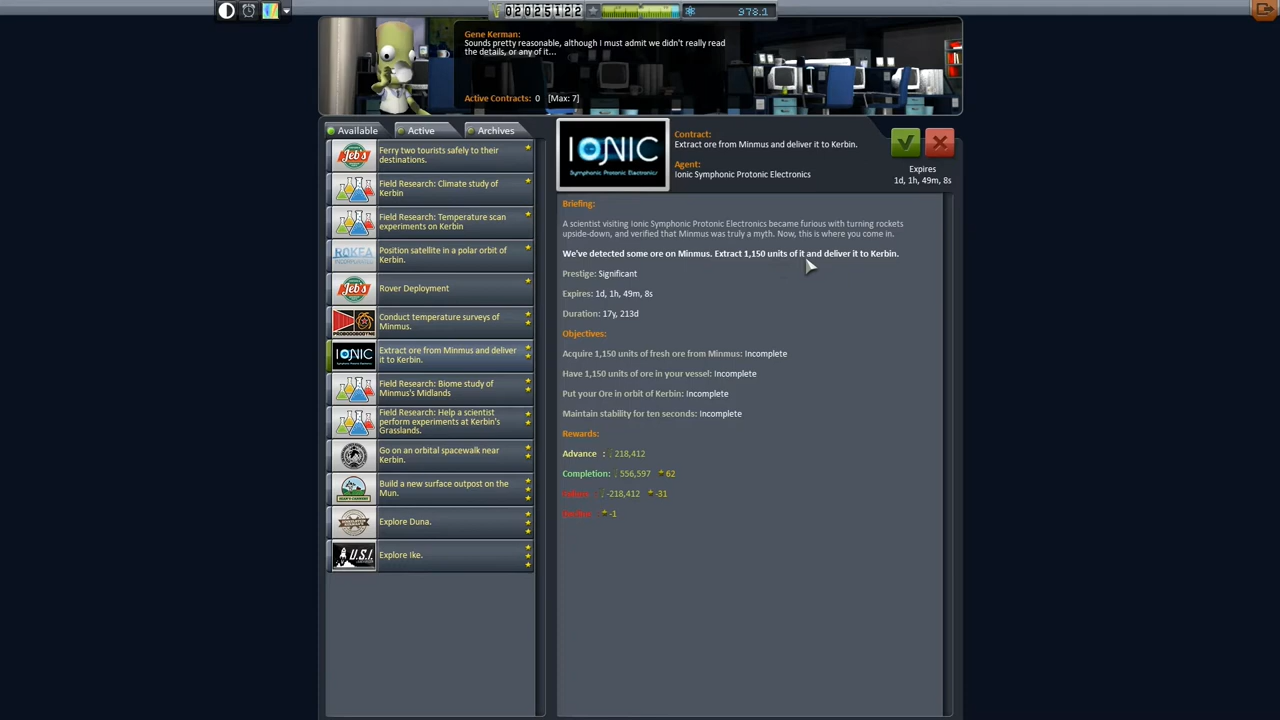 02025122
978.1
Gene Kerman:
Sounds pretty reasonable, although I must admit we didn't really read
the details, or any of it...
Active Contracts: 0 [Max: 7]
Available
Active
Archives
Ferry two tourists safely to their
destinations.
Field Research: Climate study of
Kerbin
Field Research: Temperature scan
experiments on Kerbin
Position satellite in a polar orbit of
Kerbin.
Rover Deployment
Conduct temperature surveys of
Minmus.
Extract ore from Minmus and deliver
it to Kerbin.
Field Research: Biome study of
Minmus's Midlands
Field Research: Help a scientist
perform experiments at Kerbin's
Grasslands.
Go on an orbital spacewalk near
Kerbin.
Build a new surface outpost on the
Mun.
Explore Duna.
Explore Ike.
Jeb's
Jeb's
IONIC
U.S.I.
IONIC
Symphonic Protonic Electronics
Contract:
Extract ore from Minmus and deliver it to Kerbin.
Agent:
Ionic Symphonic Protonic Electronics
Expires
1d, 1h, 49m, 8s
Briefing:
A scientist visiting Ionic Symphonic Protonic Electronics became furious with turning rockets
upside-down, and verified that Minmus was truly a myth. Now, this is where you come in.
We've detected some ore on Minmus. Extract 1,150 units of it and deliver it to Kerbin.
Prestige: Significant
Expires: 1d, 1h, 49m, 8s
Duration: 17y, 213d
Objectives:
Acquire 1,150 units of fresh ore from Minmus: Incomplete
Have 1,150 units of ore in your vessel: Incomplete
Put your Ore in orbit of Kerbin: Incomplete
Maintain stability for ten seconds: Incomplete
Rewards:
Advance : 218,412
Completion: 556,597 62
-218,412 -31
-1